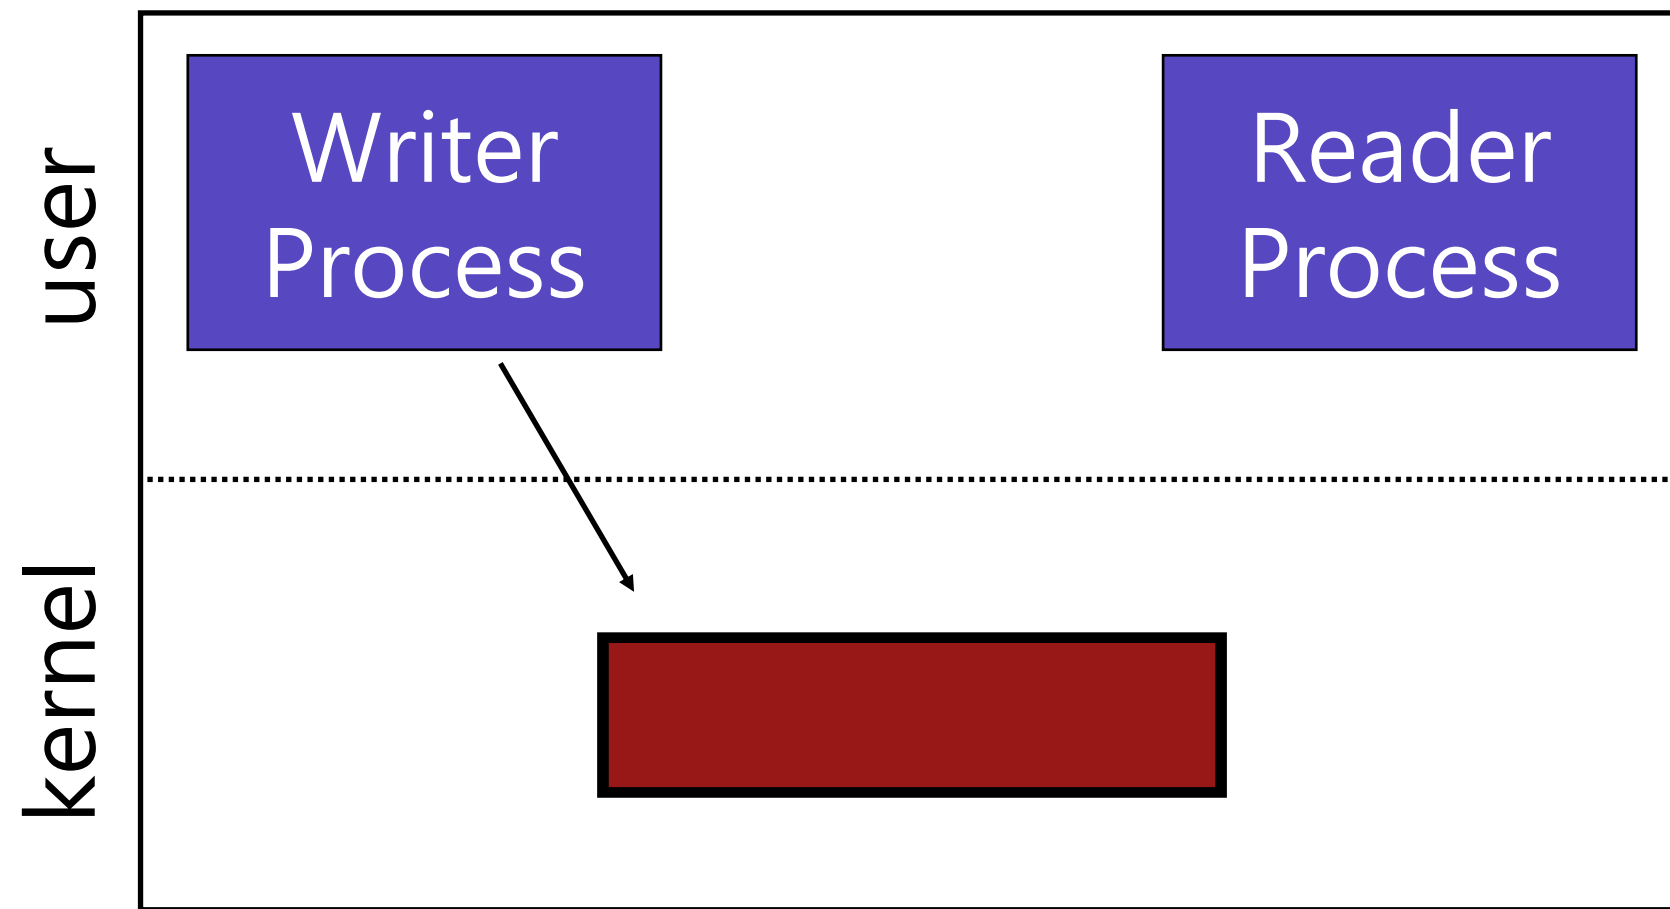 user
Writer
Process
Reader
Process
kernel